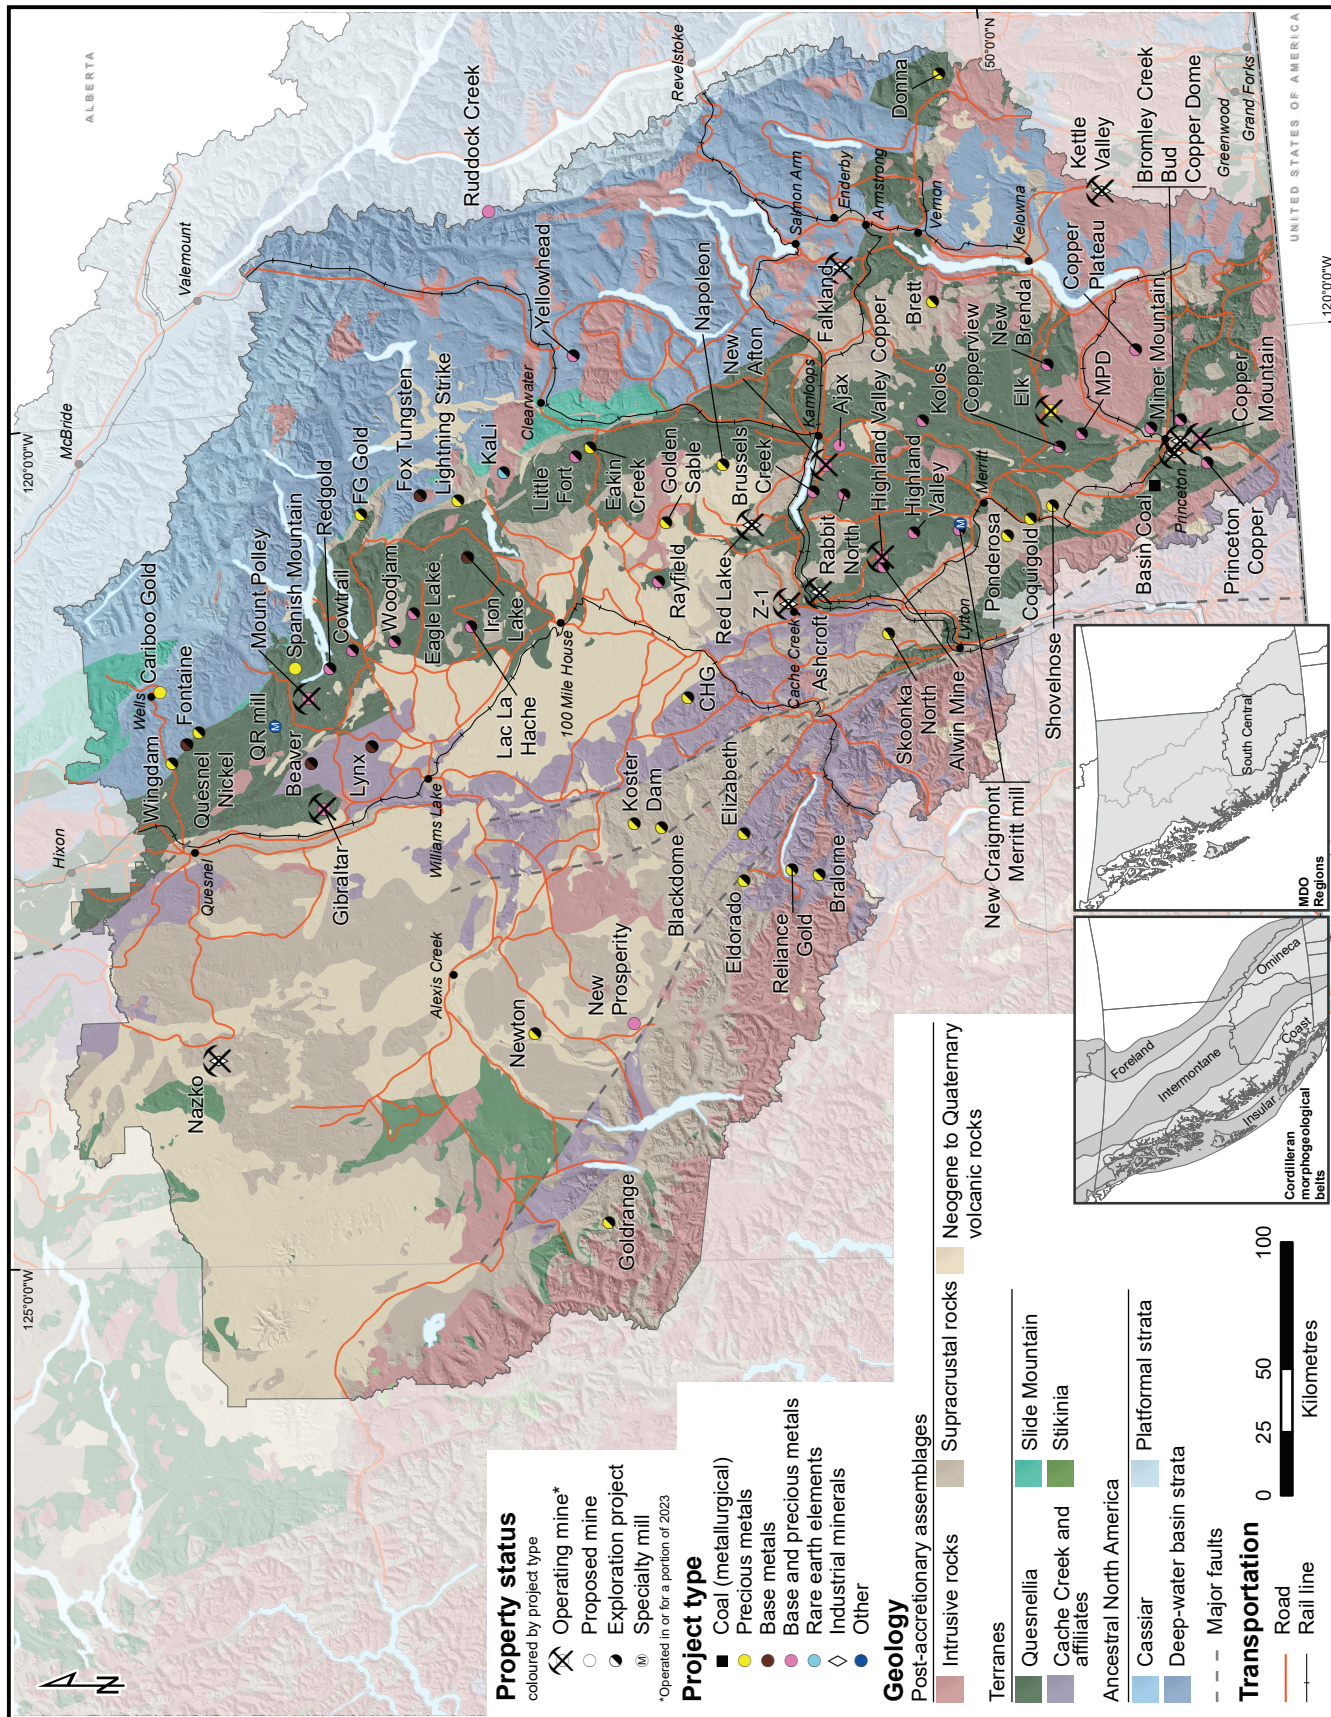 ALBERTA
UNITED STATES OF AMERICA
120°0'0"W
125°0'0"W
50°0'0"N
120°0'0"W
Hixon
McBride
Valemount
Revelstoke
Greenwood
Grand Forks
Wells
Quesnel
Williams Lake
Alexis Creek
100 Mile House
Clearwater
Cache Creek
Kamloops
Salmon Arm
Enderby
Armstrong
Vernon
Kelowna
Merritt
Lytton
Princeton
Wingdam
Cariboo Gold
Fontaine
Quesnel
Nickel
QR mill
Beaver
Lynx
Gibraltar
Mount Polley
Spanish Mountain
Redgold
Cowtrail
Woodjam
Eagle Lake
FG Gold
Fox Tungsten
Lightning Strike
KaLi
Iron
Lake
Lac La
Hache
Little
Fort
Eakin
Creek
Yellowhead
Ruddock Creek
Golden
Sable
Rayfield
Napoleon
Brussels
Creek
Red Lake
Z-1
Ashcroft
Rabbit
North
New
Afton
Ajax
Highland Valley Copper
Highland
Valley
Falkland
Brett
Donna
Kettle
Valley
Kolos
Copperview
New
Brenda
Elk
Copper
Plateau
MPD
Miner Mountain
Bromley Creek
Bud
Copper Dome
Copper
Mountain
Princeton
Copper
Basin Coal
Shovelnose
Coquigold
Ponderosa
New Craigmont
Merritt mill
Alwin Mine
Skoonka
North
CHG
Koster
Dam
Blackdome
Elizabeth
Eldorado
Reliance
Gold
Bralorne
New
Prosperity
Newton
Nazko
Goldrange
N
Property status
coloured by project type
Operating mine*
Proposed mine
Exploration project
M Specialty mill
*Operated in or for a portion of 2023
Project type
Coal (metallurgical)
Precious metals
Base metals
Base and precious metals
Rare earth elements
Industrial minerals
Other
Geology
Post-accretionary assemblages
Intrusive rocks
Supracrustal rocks
Neogene to Quaternary
volcanic rocks
Terranes
Quesnellia
Slide Mountain
Cache Creek and
affiliates
Stikinia
Ancestral North America
Cassiar
Platformal strata
Deep-water basin strata
Major faults
Transportation
Road
Rail line
0 25 50 100
Kilometres
Cordilleran
morphogeological
belts
Foreland
Omineca
Intermontane
Coast
Insular
MDO
Regions
South Central
M
M